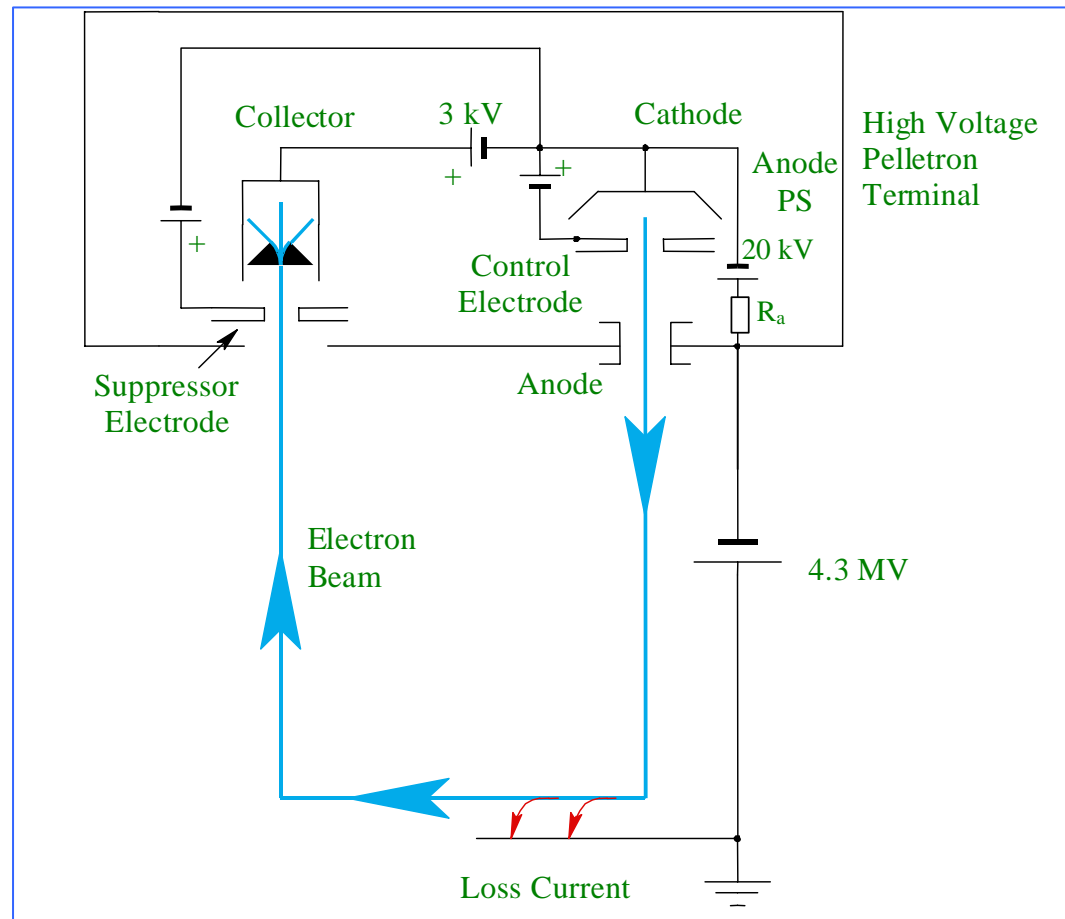 Collector
3 kV
Cathode
High Voltage
Pelletron
Terminal
Anode
PS
+
+
+
20 kV
Control
Electrode
Rₐ
Suppressor
Electrode
Anode
Electron
Beam
4.3 MV
Loss Current